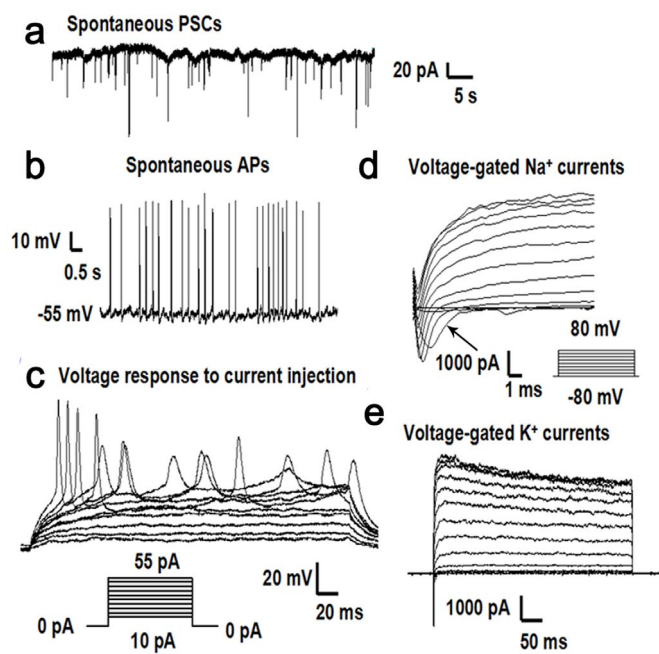 a
Spontaneous PSCs
20 pA
5 s
b
Spontaneous APs
10 mV
0.5 s
-55 mV
c
Voltage response to current injection
55 pA
0 pA
10 pA
0 pA
20 mV
20 ms
d
Voltage-gated Na⁺ currents
1000 pA
1 ms
80 mV
-80 mV
e
Voltage-gated K⁺ currents
1000 pA
50 ms